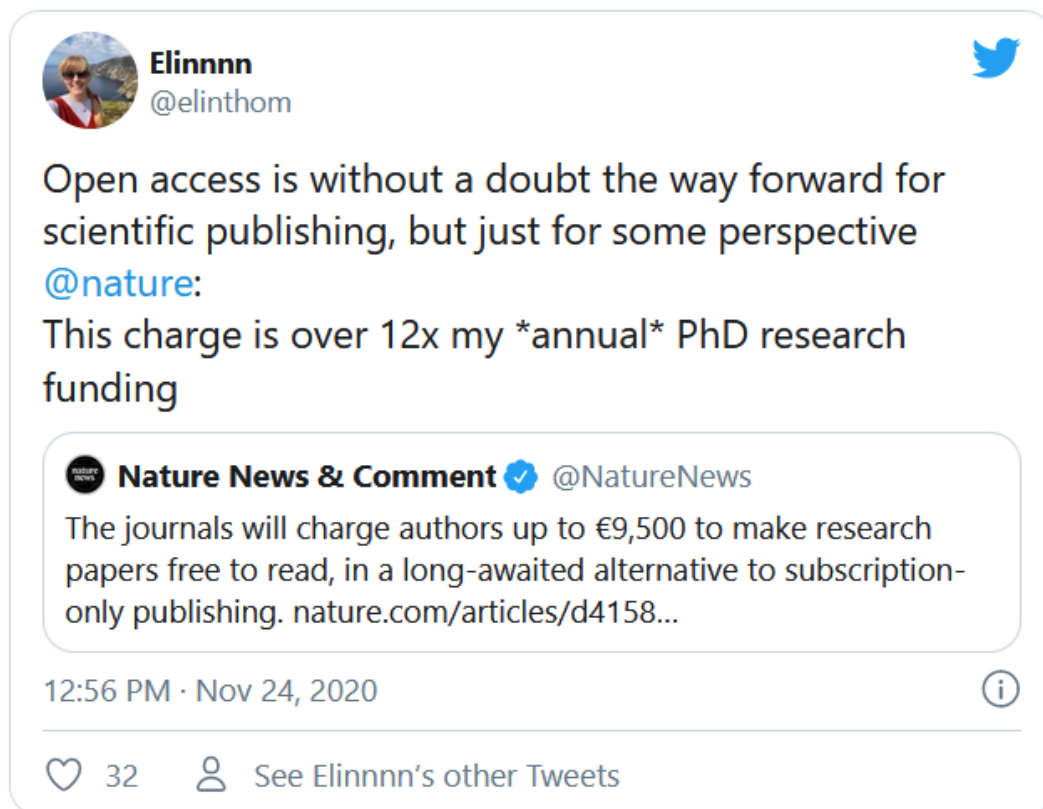 Elinnnn
@elinthom
Open access is without a doubt the way forward for
scientific publishing, but just for some perspective
@nature:
This charge is over 12x my *annual* PhD research
funding
nature
news
Nature News & Comment @NatureNews
The journals will charge authors up to €9,500 to make research
papers free to read, in a long-awaited alternative to subscription-
only publishing. nature.com/articles/d4158...
12:56 PM · Nov 24, 2020
32 See Elinnnn's other Tweets